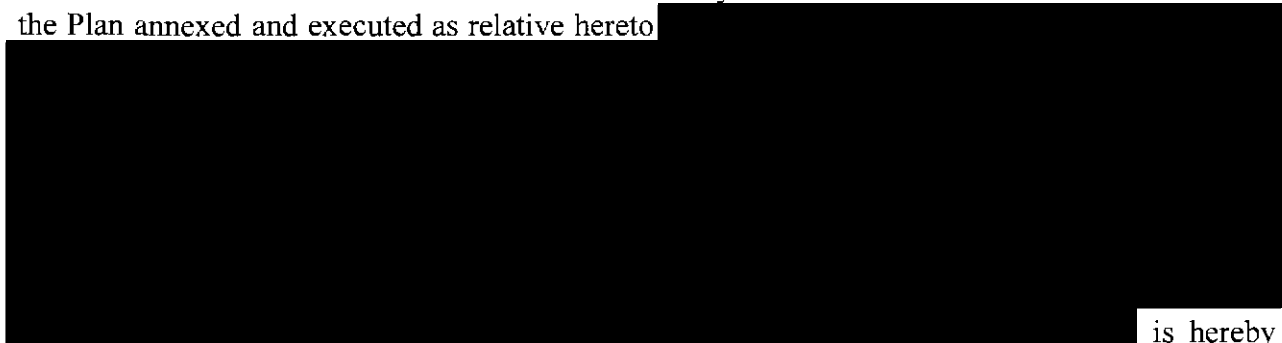 the Plan annexed and executed as relative hereto
is hereby